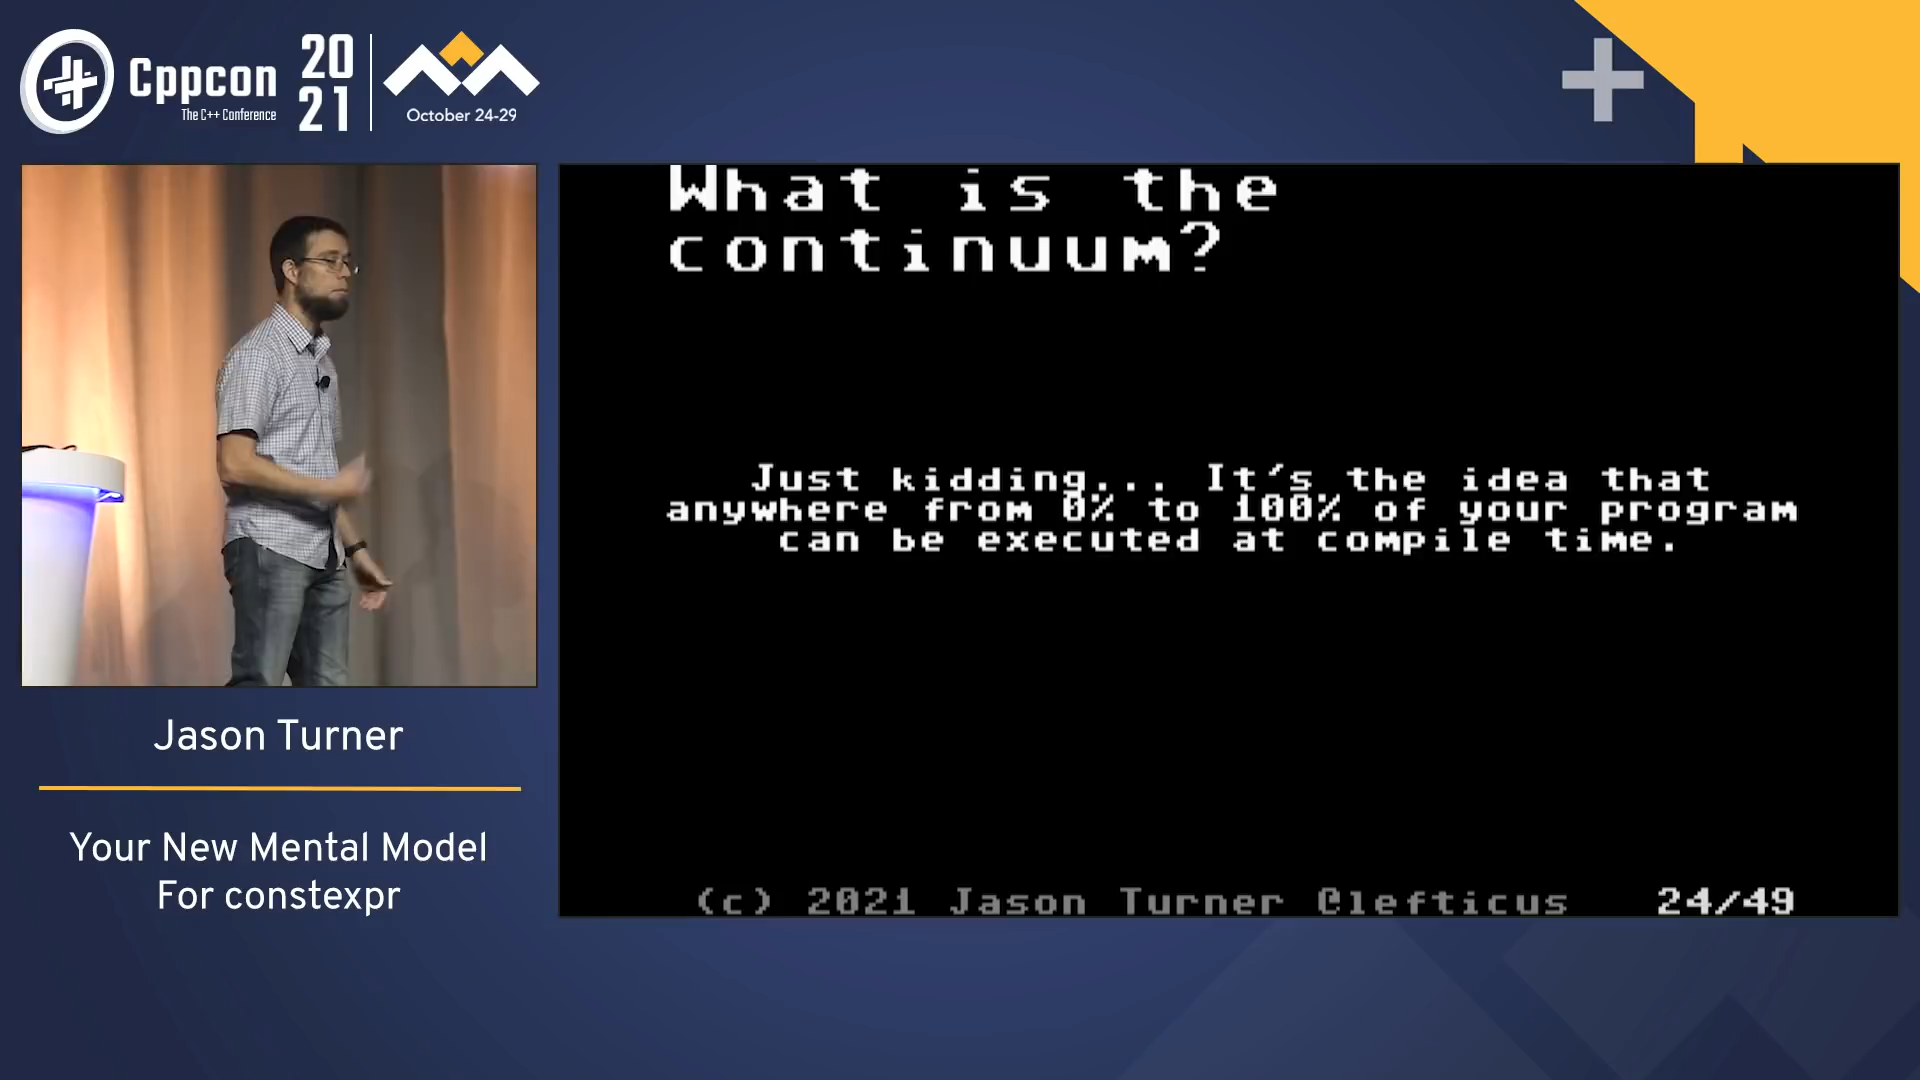 Cppcon
The C++ Conference
20
21
October 24-29
What is the
continuum?
Just kidding... It's the idea that
anywhere from 0% to 100% of your program
can be executed at compile time.
(c) 2021 Jason Turner @lefticus 24/49
Jason Turner
Your New Mental Model
For constexpr